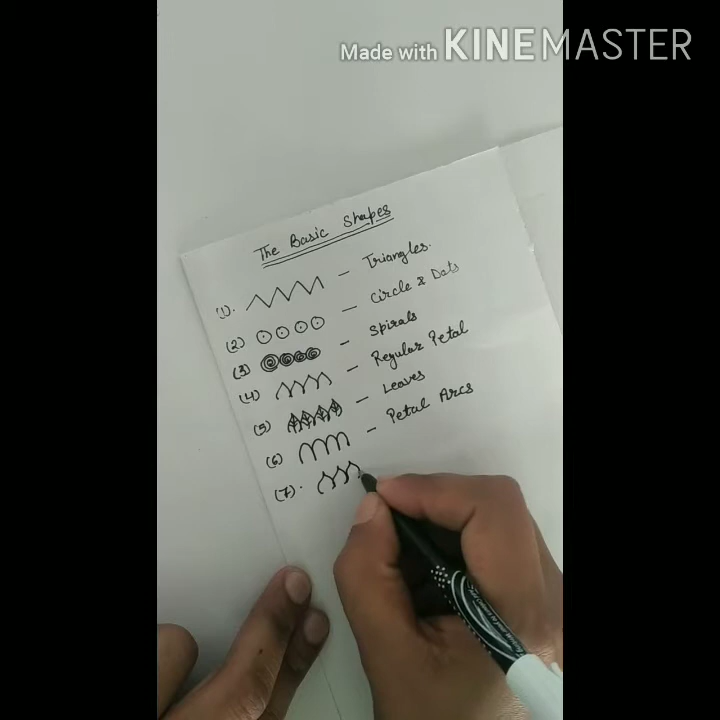 Made with KINEMASTER
The Basic Shapes
(1). – Triangles.
(2) – Circle & Dots
(3) – Spirals
(4) – Regular Petal
(5) – Leaves
(6) – Petal Arcs
(7).